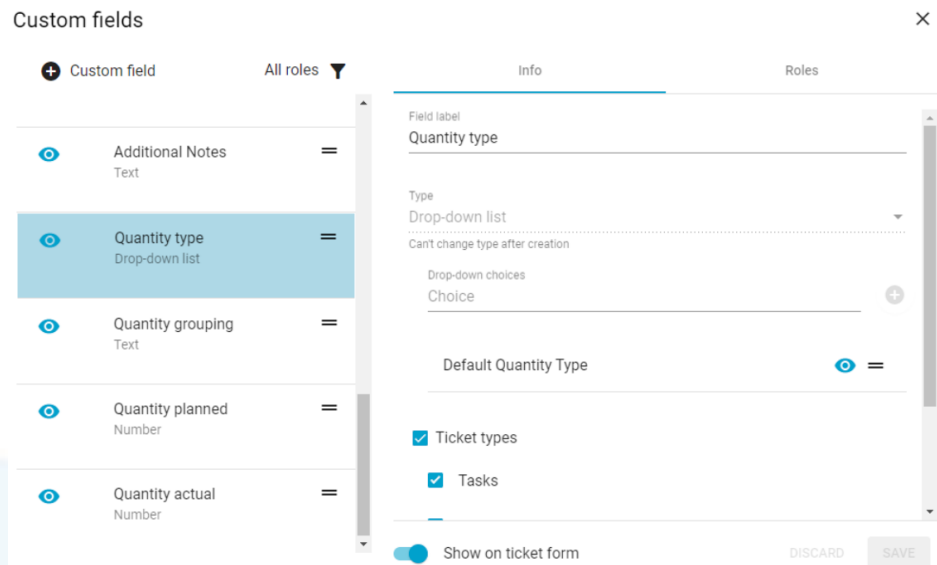 Custom fields
Custom field
All roles
Additional Notes
Text
Quantity type
Drop-down list
Quantity grouping
Text
Quantity planned
Number
Quantity actual
Number
Info
Roles
Field label
Quantity type
Type
Drop-down list
Can't change type after creation
Drop-down choices
Choice
Default Quantity Type
Ticket types
Tasks
Show on ticket form
DISCARD
SAVE